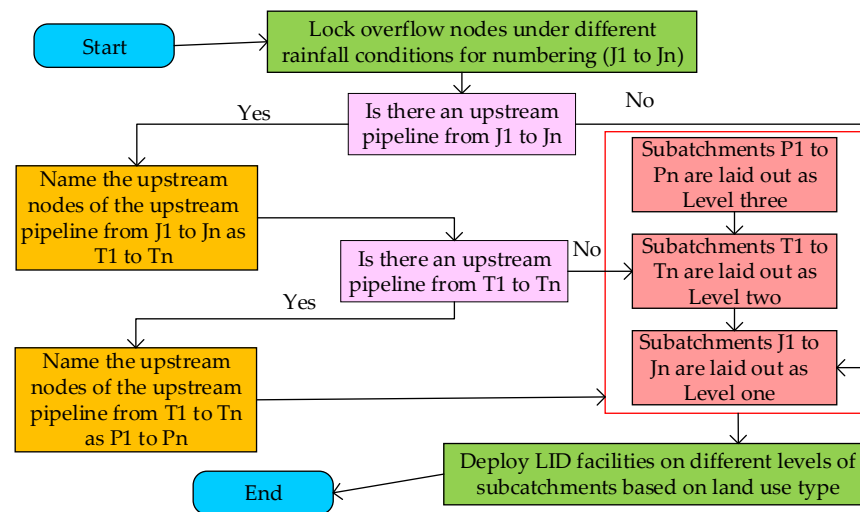 Start
Lock overflow nodes under different
rainfall conditions for numbering (J1 to Jn)
Is there an upstream
pipeline from J1 to Jn
Yes
No
Name the upstream
nodes of the upstream
pipeline from J1 to Jn as
T1 to Tn
Subatchments P1 to
Pn are laid out as
Level three
Is there an upstream
pipeline from T1 to Tn
No
Subatchments T1 to
Tn are laid out as
Level two
Yes
Name the upstream
nodes of the upstream
pipeline from T1 to Tn
as P1 to Pn
Subatchments J1 to
Jn are laid out as
Level one
Deploy LID facilities on different levels of
subcatchments based on land use type
End